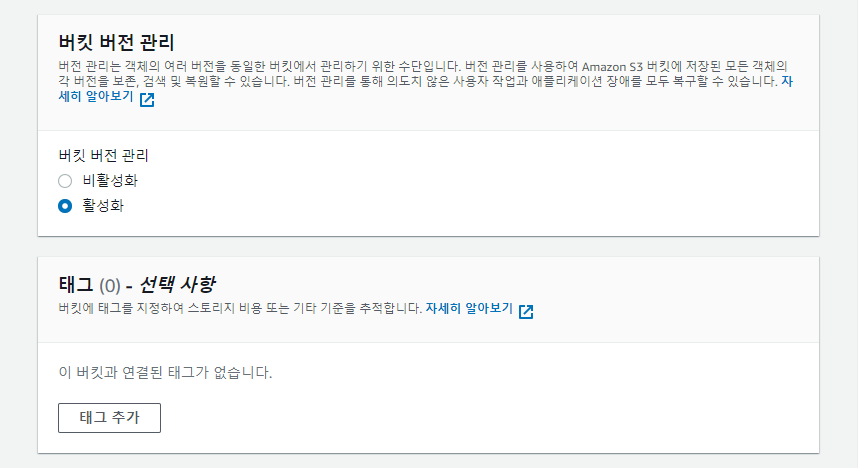 버킷 버전 관리
버전 관리는 객체의 여러 버전을 동일한 버킷에서 관리하기 위한 수단입니다. 버전 관리를 사용하여 Amazon S3 버킷에 저장된 모든 객체의
각 버전을 보존, 검색 및 복원할 수 있습니다. 버전 관리를 통해 의도치 않은 사용자 작업과 애플리케이션 장애를 모두 복구할 수 있습니다. 자
세히 알아보기
버킷 버전 관리
비활성화
활성화
태그 (0) - 선택 사항
버킷에 태그를 지정하여 스토리지 비용 또는 기타 기준을 추적합니다. 자세히 알아보기
이 버킷과 연결된 태그가 없습니다.
태그 추가